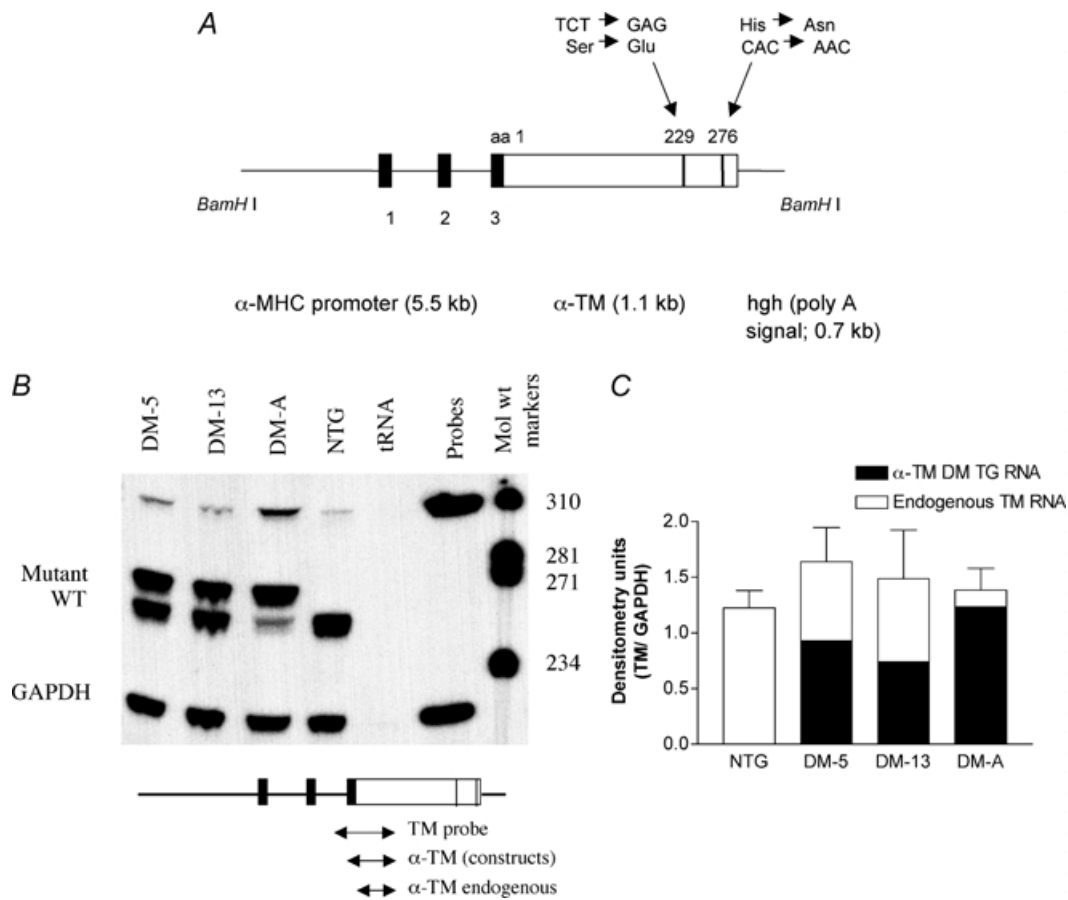 A
TCT GAG
Ser Glu
His Asn
CAC AAC
aa 1
229
276
BamH I
BamH I
1
2
3
α-MHC promoter (5.5 kb)
α-TM (1.1 kb)
hgh (poly A
signal; 0.7 kb)
B
DM-5
DM-13
DM-A
NTG
tRNA
Probes
Mol wt
markers
310
281
271
234
Mutant
WT
GAPDH
TM probe
α-TM (constructs)
α-TM endogenous
C
α-TM DM TG RNA
Endogenous TM RNA
Densitometry units
(TM/ GAPDH)
2.0
1.5
1.0
0.5
0.0
NTG
DM-5
DM-13
DM-A